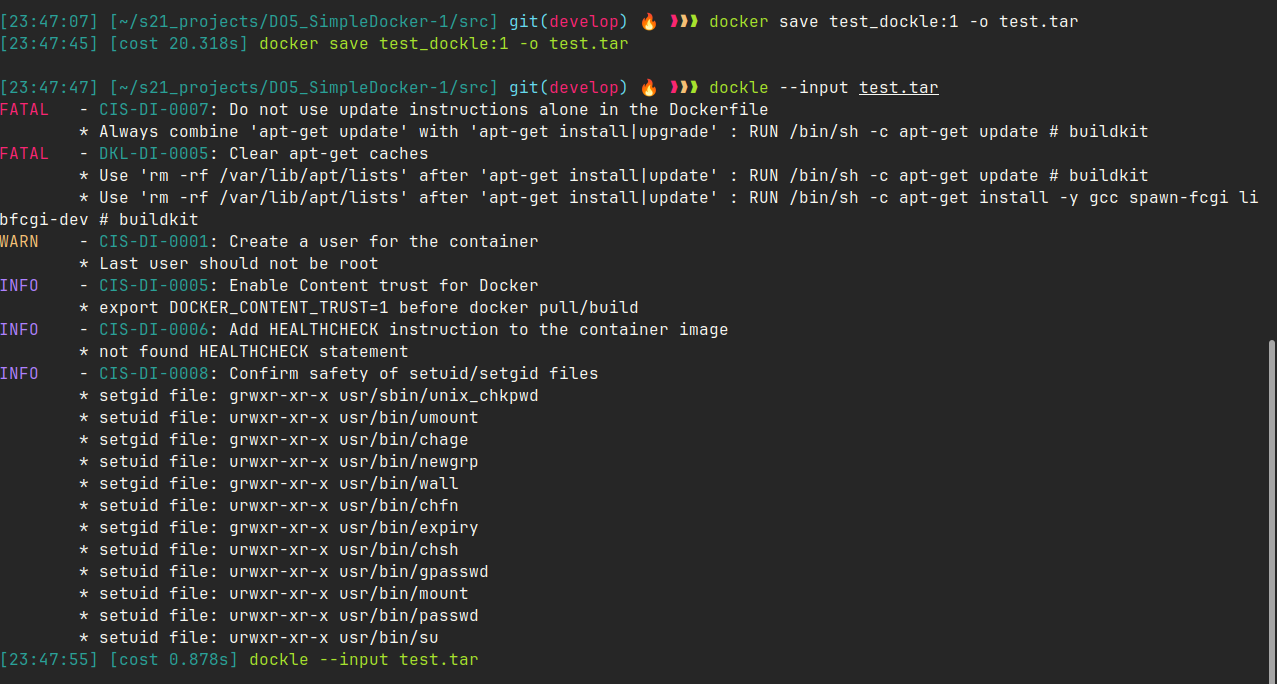 [23:47:07] [~/s21_projects/DO5_SimpleDocker-1/src] git(develop) 🔥 ❱❱❱ docker save test_dockle:1 -o test.tar
[23:47:45] [cost 20.318s] docker save test_dockle:1 -o test.tar
[23:47:47] [~/s21_projects/DO5_SimpleDocker-1/src] git(develop) 🔥 ❱❱❱ dockle --input test.tar
FATAL   - CIS-DI-0007: Do not use update instructions alone in the Dockerfile
        * Always combine 'apt-get update' with 'apt-get install|upgrade' : RUN /bin/sh -c apt-get update # buildkit
FATAL   - DKL-DI-0005: Clear apt-get caches
        * Use 'rm -rf /var/lib/apt/lists' after 'apt-get install|update' : RUN /bin/sh -c apt-get update # buildkit
        * Use 'rm -rf /var/lib/apt/lists' after 'apt-get install|update' : RUN /bin/sh -c apt-get install -y gcc spawn-fcgi li
bfcgi-dev # buildkit
WARN    - CIS-DI-0001: Create a user for the container
        * Last user should not be root
INFO    - CIS-DI-0005: Enable Content trust for Docker
        * export DOCKER_CONTENT_TRUST=1 before docker pull/build
INFO    - CIS-DI-0006: Add HEALTHCHECK instruction to the container image
        * not found HEALTHCHECK statement
INFO    - CIS-DI-0008: Confirm safety of setuid/setgid files
        * setgid file: grwxr-xr-x usr/sbin/unix_chkpwd
        * setuid file: urwxr-xr-x usr/bin/umount
        * setgid file: grwxr-xr-x usr/bin/chage
        * setuid file: urwxr-xr-x usr/bin/newgrp
        * setgid file: grwxr-xr-x usr/bin/wall
        * setuid file: urwxr-xr-x usr/bin/chfn
        * setgid file: grwxr-xr-x usr/bin/expiry
        * setuid file: urwxr-xr-x usr/bin/chsh
        * setuid file: urwxr-xr-x usr/bin/gpasswd
        * setuid file: urwxr-xr-x usr/bin/mount
        * setuid file: urwxr-xr-x usr/bin/passwd
        * setuid file: urwxr-xr-x usr/bin/su
[23:47:55] [cost 0.878s] dockle --input test.tar